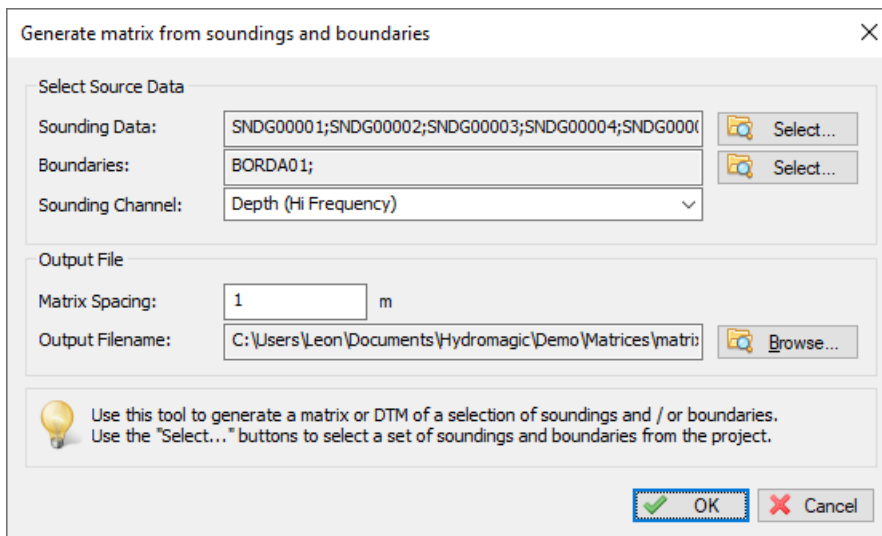 Generate matrix from soundings and boundaries
Select Source Data
Sounding Data: SNDG00001;SNDG00002;SNDG00003;SNDG00004;SNDG000( Select...
Boundaries: BORDA01; Select...
Sounding Channel: Depth (Hi Frequency)
Output File
Matrix Spacing: 1 m
Output Filename: C:\Users\Leon\Documents\Hydromagic\Demo\Matrices\matrix Browse...
Use this tool to generate a matrix or DTM of a selection of soundings and / or boundaries.
Use the "Select..." buttons to select a set of soundings and boundaries from the project.
OK Cancel